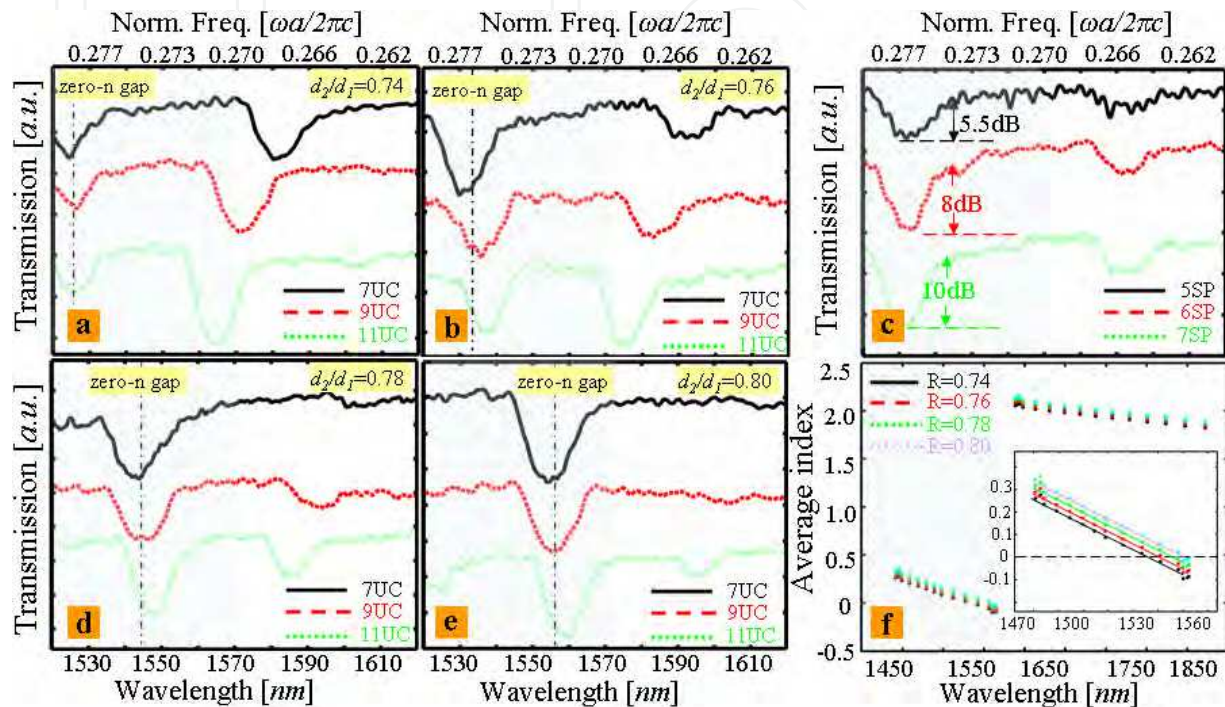 Norm. Freq. [ωa/2πc]
0.277 0.273 0.270 0.266 0.262
Transmission [a.u.]
zero-n gap
d2/d1=0.74
7UC
9UC
11UC
a
Norm. Freq. [ωa/2πc]
0.277 0.273 0.270 0.266 0.262
zero-n gap
d2/d1=0.76
7UC
9UC
11UC
b
Norm. Freq. [ωa/2πc]
0.277 0.273 0.270 0.266 0.262
Transmission [a.u.]
5.5dB
8dB
10dB
5SP
6SP
7SP
c
Transmission [a.u.]
zero-n gap
d2/d1=0.78
7UC
9UC
11UC
d
1530 1550 1570 1590 1610
Wavelength [nm]
zero-n gap
d2/d1=0.80
7UC
9UC
11UC
e
1530 1550 1570 1590 1610
Wavelength [nm]
Average index
2.5
2.0
1.5
1.0
0.5
0
-0.5
R=0.74
R=0.76
R=0.78
R=0.80
0.3
0.2
0.1
0
-0.1
1470 1500 1530 1560
f
1450 1550 1650 1750 1850
Wavelength [nm]